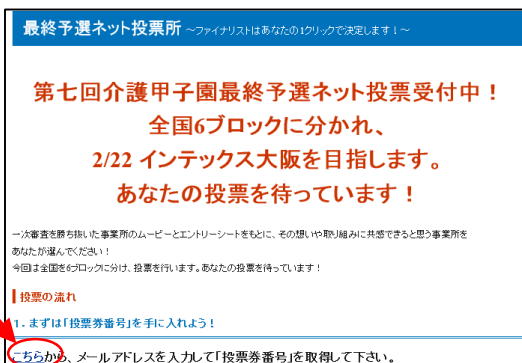 最終予選ネット投票所 ～ファイナリストはあなたの1クリックで決定します！～
第七回介護甲子園最終予選ネット投票受付中！
全国6ブロックに分かれ、
2/22 インテックス大阪を目指します。
あなたの投票を待っています！
一次審査を勝ち抜いた事業所のムービーとエントリーシートをもとに、その想いや取り組みに共感できると思う事業所を
あなたが選んでください！
今回は全国を6ブロックに分け、投票を行います。あなたの投票を待っています！
投票の流れ
1．まずは「投票券番号」を手に入れよう！
こちらから、メールアドレスを入力して「投票券番号」を取得して下さい。